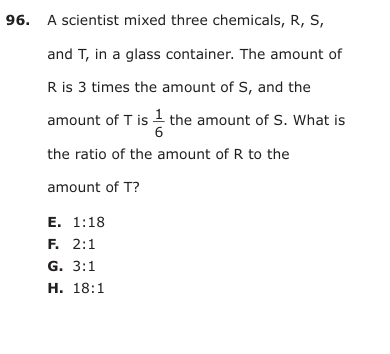 96. A scientist mixed three chemicals, R, S,
and T, in a glass container. The amount of
R is 3 times the amount of S, and the
amount of T is 1/6 the amount of S. What is
the ratio of the amount of R to the
amount of T?
E. 1:18
F. 2:1
G. 3:1
H. 18:1